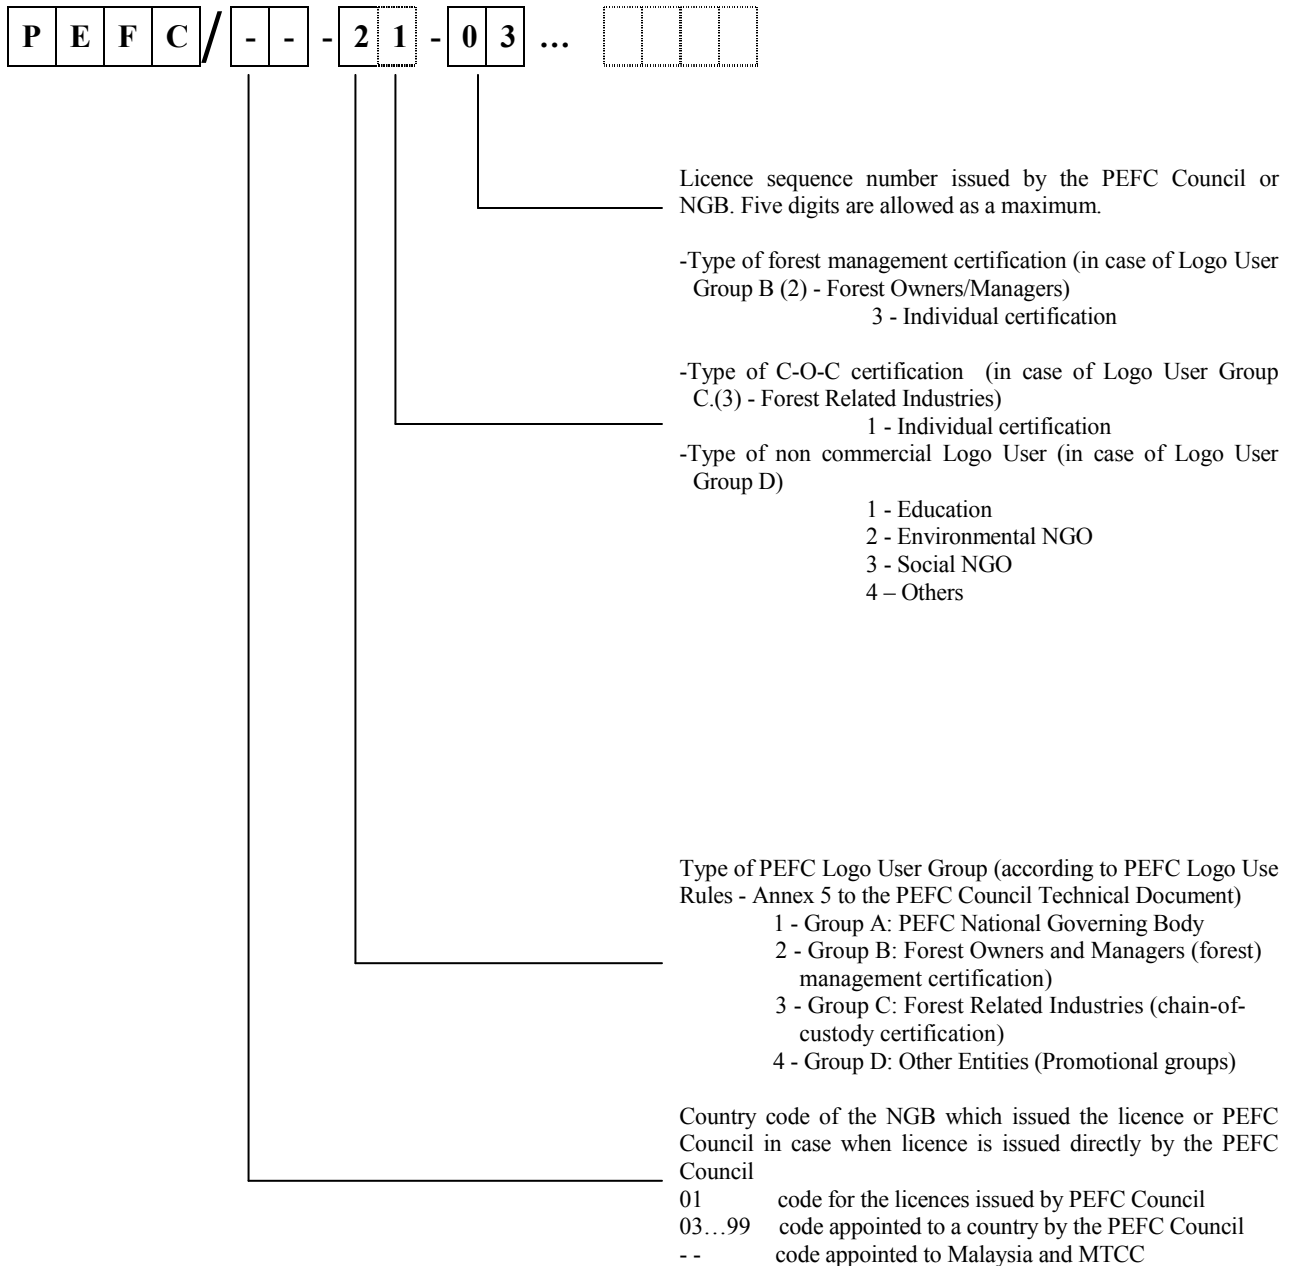 PEFC/ - - - 21 - 03 ...
Licence sequence number issued by the PEFC Council or
NGB. Five digits are allowed as a maximum.
-Type of forest management certification (in case of Logo User
Group B (2) - Forest Owners/Managers)
3 - Individual certification
-Type of C-O-C certification (in case of Logo User Group
C.(3) - Forest Related Industries)
1 - Individual certification
-Type of non commercial Logo User (in case of Logo User
Group D)
1 - Education
2 - Environmental NGO
3 - Social NGO
4 – Others
Type of PEFC Logo User Group (according to PEFC Logo Use
Rules - Annex 5 to the PEFC Council Technical Document)
1 - Group A: PEFC National Governing Body
2 - Group B: Forest Owners and Managers (forest)
management certification)
3 - Group C: Forest Related Industries (chain-of-
custody certification)
4 - Group D: Other Entities (Promotional groups)
Country code of the NGB which issued the licence or PEFC
Council in case when licence is issued directly by the PEFC
Council
01 code for the licences issued by PEFC Council
03…99 code appointed to a country by the PEFC Council
- - code appointed to Malaysia and MTCC